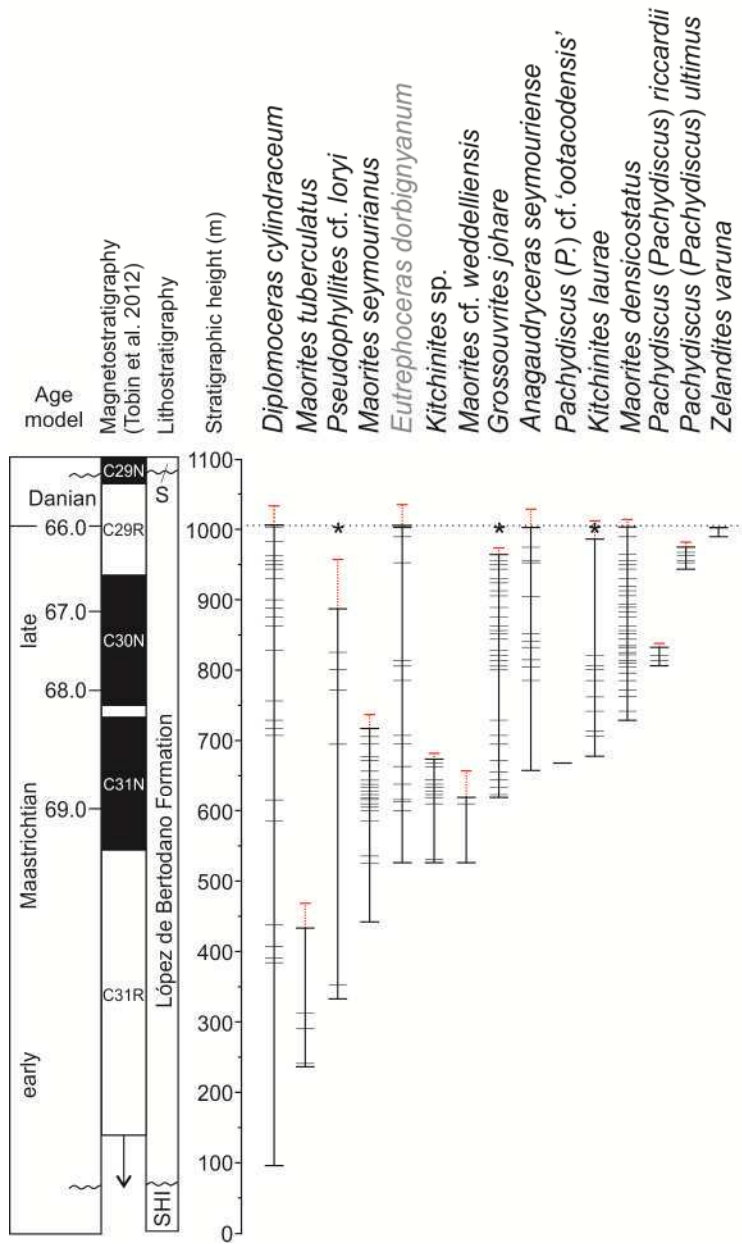 Age
model
Magnetostratigraphy
(Tobin et al. 2012)
Lithostratigraphy
Stratigraphic height (m)
Diplomoceras cylindraceum
Maorites tuberculatus
Pseudophyllites cf. loryi
Maorites seymourianus
Eutrephoceras dorbignyanum
Kitchinites sp.
Maorites cf. weddelliensis
Grossouvrites johare
Anagaudryceras seymouriense
Pachydiscus (P.) cf. ‘ootacodensis’
Kitchinites laurae
Maorites densicostatus
Pachydiscus (Pachydiscus) riccardii
Pachydiscus (Pachydiscus) ultimus
Zelandites varuna
Danian
66.0
late
67.0
68.0
69.0
Maastrichtian
early
C29N
C29R
C30N
C31N
C31R
S
López de Bertodano Formation
SHI
1100
1000
900
800
700
600
500
400
300
200
100
0
* * *